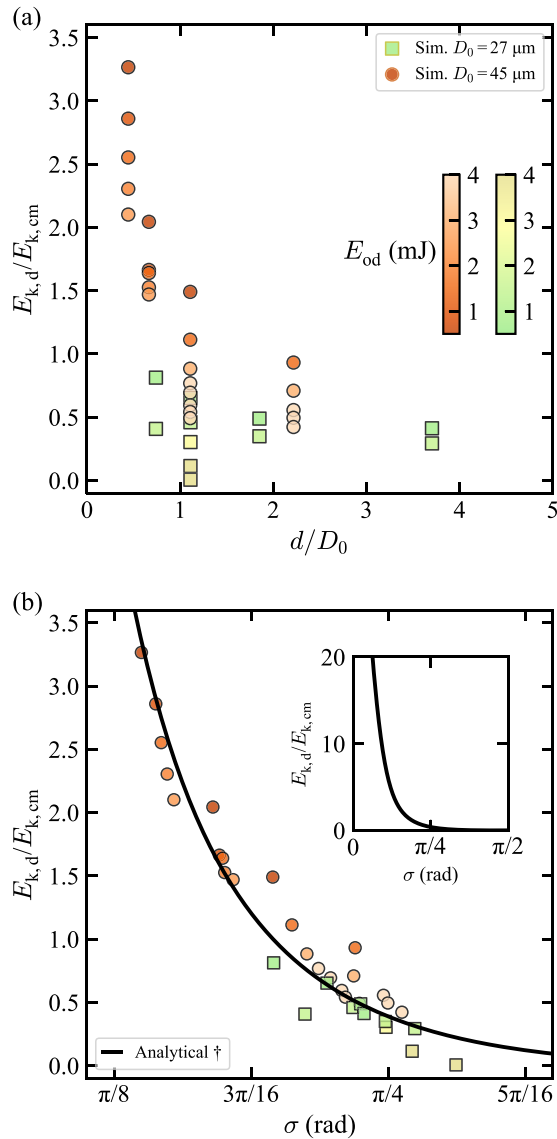 (a)
3.5
3.0
2.5
2.0
1.5
1.0
0.5
0.0
E_k,d/E_k,cm
Sim. D_0 = 27 μm
Sim. D_0 = 45 μm
E_od (mJ)
4
3
2
1
4
3
2
1
0
1
2
3
4
5
d/D_0
(b)
3.5
3.0
2.5
2.0
1.5
1.0
0.5
0.0
E_k,d/E_k,cm
20
10
0
E_k,d/E_k,cm
0
π/4
π/2
σ (rad)
Analytical †
π/8
3π/16
π/4
5π/16
σ (rad)